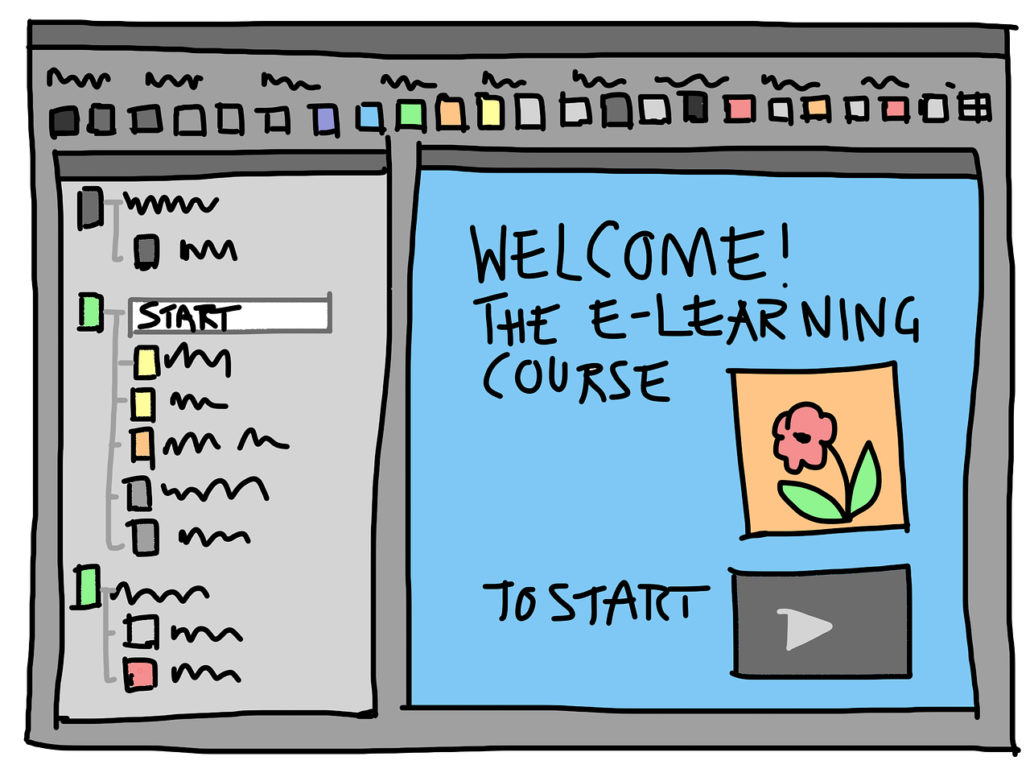 START
WELCOME!
THE E-LEARNING
COURSE
TO START